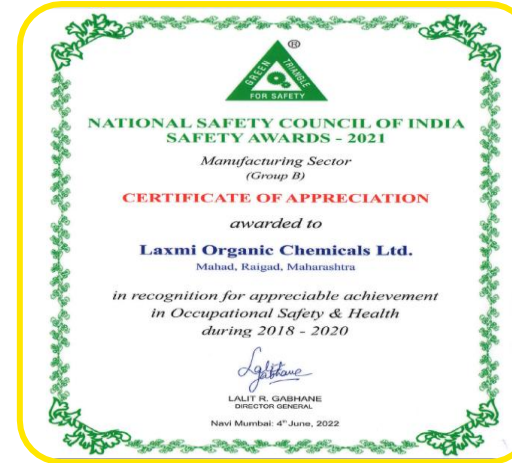 ®
GREEN TRIANGLE
FOR SAFETY
NATIONAL SAFETY COUNCIL OF INDIA
SAFETY AWARDS - 2021
Manufacturing Sector
(Group B)
CERTIFICATE OF APPRECIATION
awarded to
Laxmi Organic Chemicals Ltd.
Mahad, Raigad, Maharashtra
in recognition for appreciable achievement
in Occupational Safety & Health
during 2018 - 2020
Lalit
Gabhane
LALIT R. GABHANE
DIRECTOR GENERAL
Navi Mumbai: 4th June, 2022